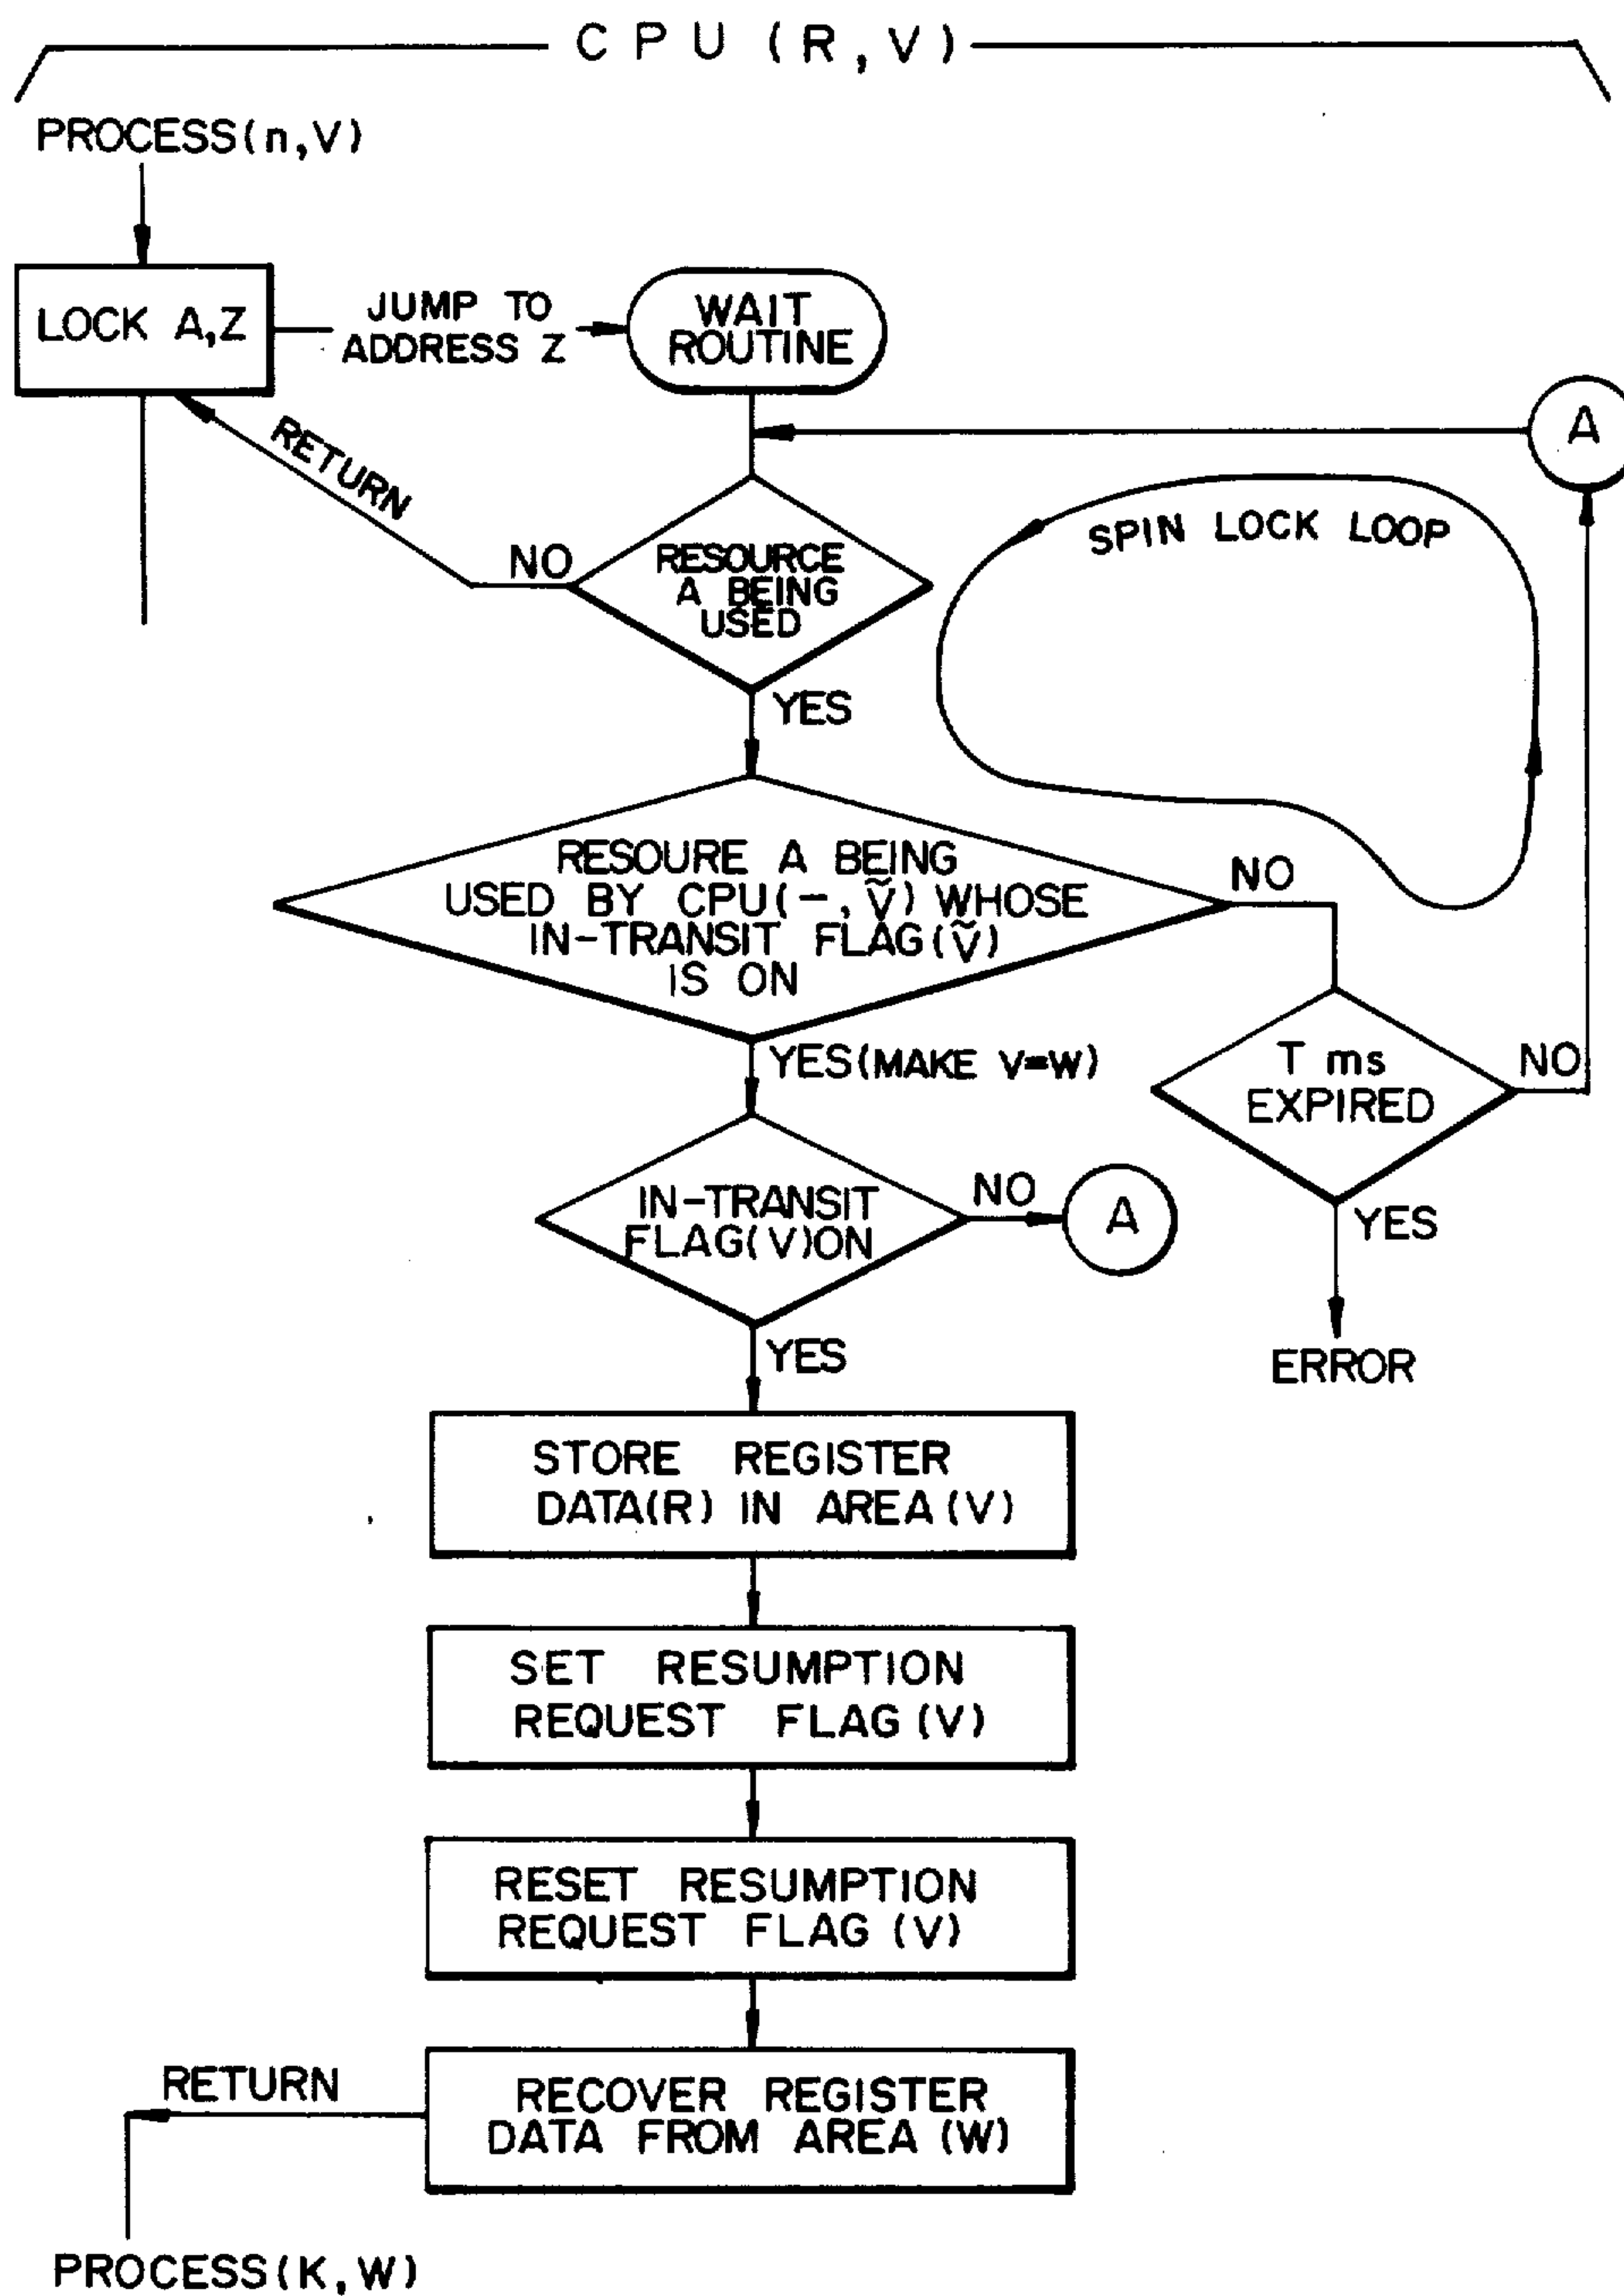 CPU (R,V)
PROCESS(n,V)
LOCK A,Z
JUMP TO
ADDRESS Z
WAIT
ROUTINE
A
RETURN
SPIN LOCK LOOP
NO
RESOURCE
A BEING
USED
YES
RESOURE A BEING
USED BY CPU(-,Ṽ) WHOSE
IN-TRANSIT FLAG(Ṽ)
IS ON
NO
YES(MAKE V=W)
T ms
EXPIRED
NO
IN-TRANSIT
FLAG(V)ON
NO
A
YES
YES
ERROR
STORE REGISTER
DATA(R) IN AREA(V)
SET RESUMPTION
REQUEST FLAG(V)
RESET RESUMPTION
REQUEST FLAG (V)
RETURN
RECOVER REGISTER
DATA FROM AREA(W)
PROCESS(K,W)